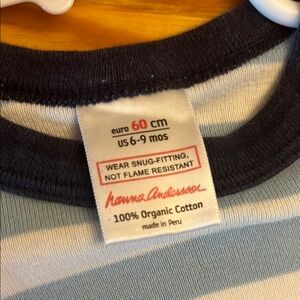 euro 60 cm
US 6-9 mos
WEAR SNUG-FITTING,
NOT FLAME RESISTANT
hanna andersson
100% Organic Cotton
made in Peru